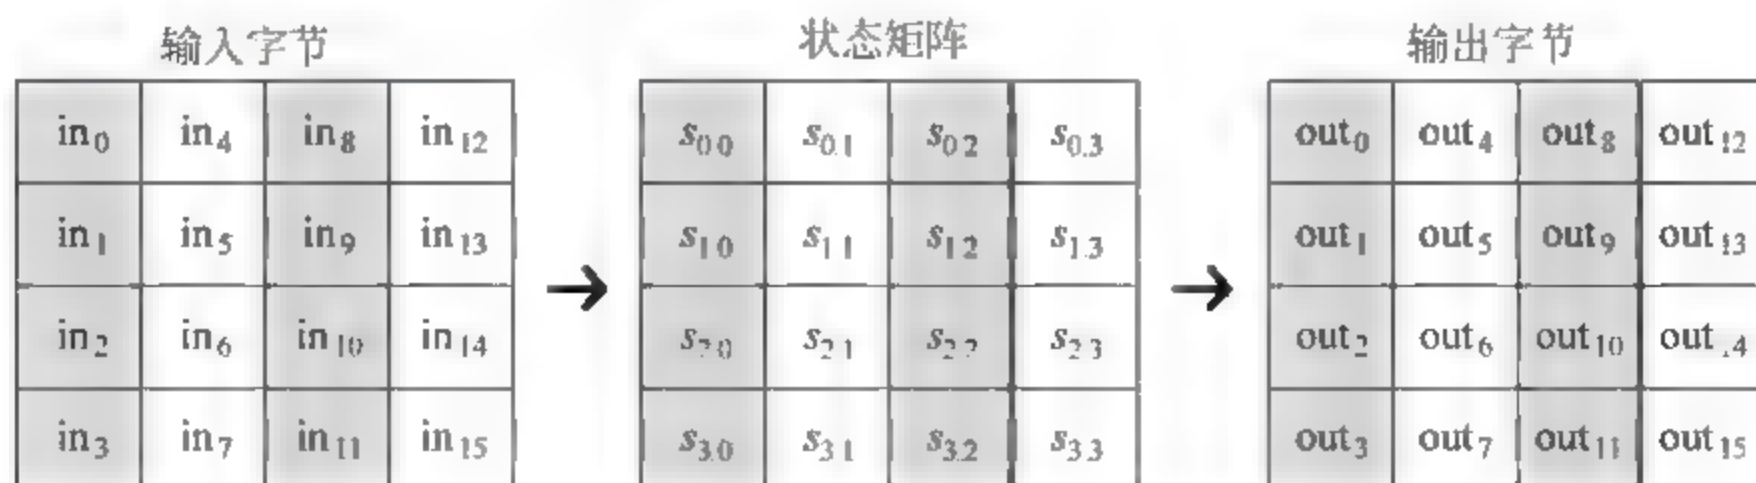 输入字节 状态矩阵 输出字节
in0 in4 in8 in12 s0,0 s0,1 s0,2 s0,3 out0 out4 out8 out12
in1 in5 in9 in13 → s1,0 s1,1 s1,2 s1,3 → out1 out5 out9 out13
in2 in6 in10 in14 s2,0 s2,1 s2,2 s2,3 out2 out6 out10 out14
in3 in7 in11 in15 s3,0 s3,1 s3,2 s3,3 out3 out7 out11 out15